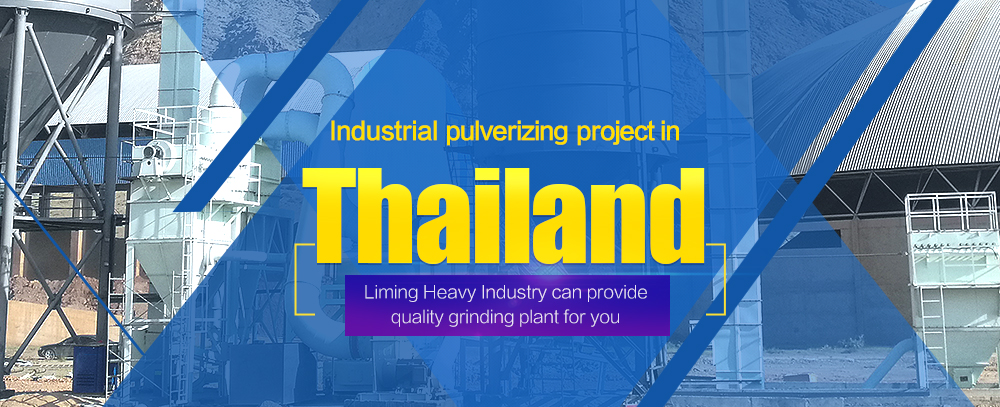 Industrial pulverizing project in
Thailand
Liming Heavy Industry can provide
quality grinding plant for you